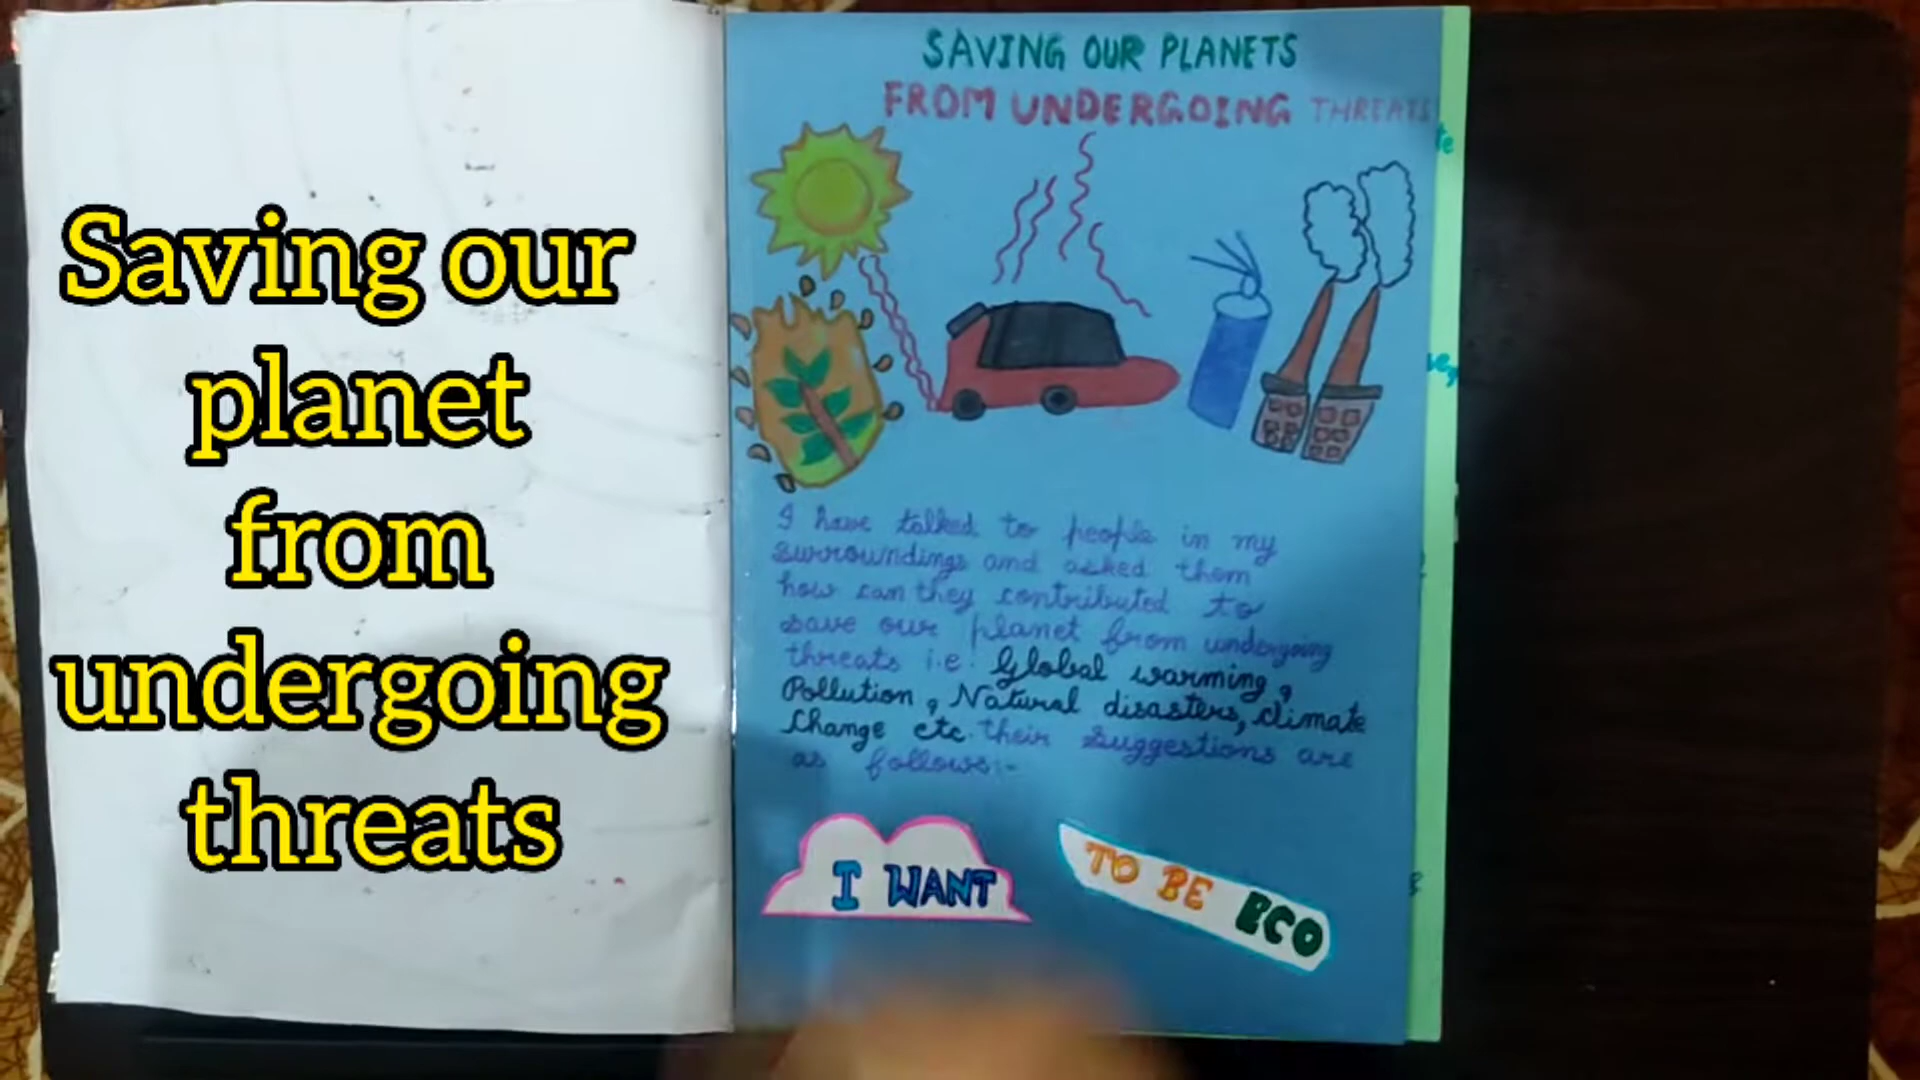 Saving our
planet
from
undergoing
threats
SAVING OUR PLANETS
FROM UNDERGOING THREATS
I have talked to people in my
surroundings and asked them
how can they contributed to
save our planet from undergoing
threats i.e. Global warming,
Pollution, Natural disasters, climate
Change etc. their suggestions are
as follows:-
I WANT
TO BE ECO